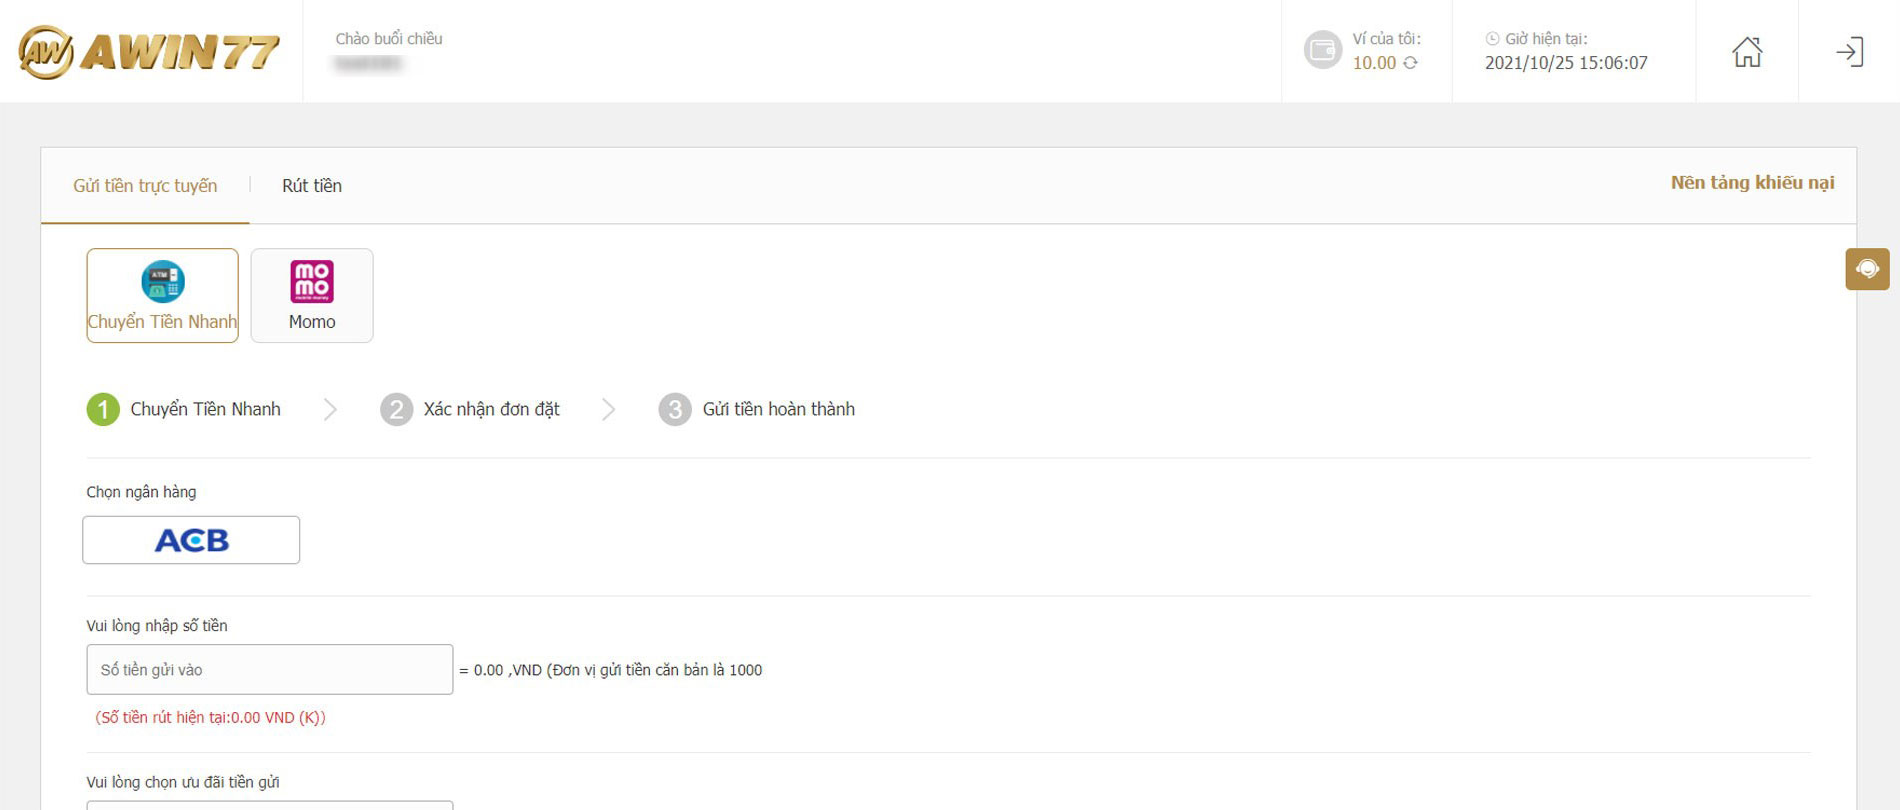 AW AWIN77
Chào buổi chiều
Ví của tôi:
10.00
Giờ hiện tại:
2021/10/25 15:06:07
Gửi tiền trực tuyến
Rút tiền
Nền tảng khiếu nại
ATM
Chuyển Tiền Nhanh
mo
mo
mobile money
Momo
1 Chuyển Tiền Nhanh
2 Xác nhận đơn đặt
3 Gửi tiền hoàn thành
Chọn ngân hàng
ACB
Vui lòng nhập số tiền
Số tiền gửi vào
= 0.00 ,VND (Đơn vị gửi tiền căn bản là 1000
(Số tiền rút hiện tại:0.00 VND (K))
Vui lòng chọn ưu đãi tiền gửi